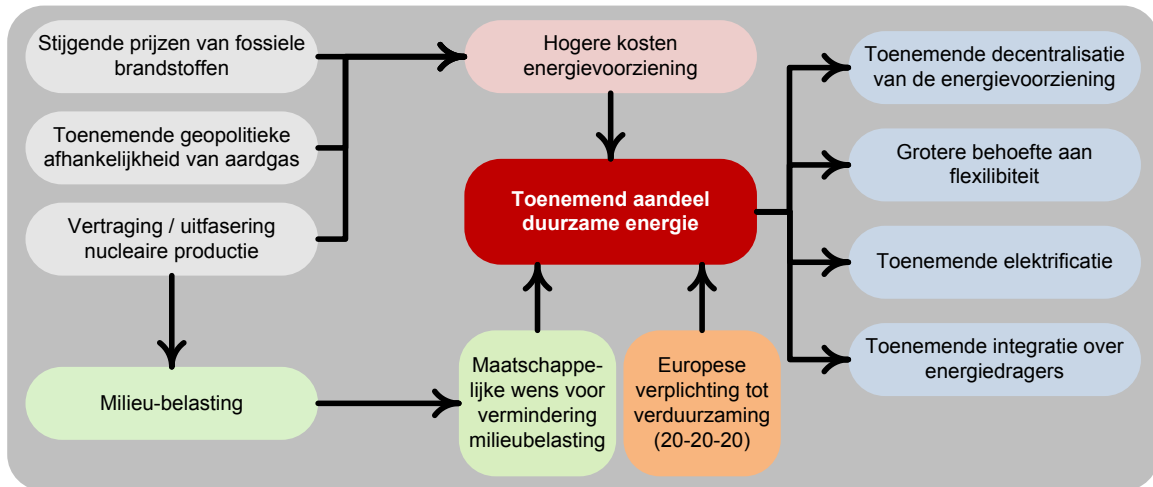 Stijgende prijzen van fossiele
brandstoffen
Toenemende geopolitieke
afhankelijkheid van aardgas
Vertraging / uitfasering
nucleaire productie
Milieu-belasting
Hogere kosten
energievoorziening
Toenemend aandeel
duurzame energie
Maatschappe-
lijke wens voor
vermindering
milieubelasting
Europese
verplichting tot
verduurzaming
(20-20-20)
Toenemende decentralisatie
van de energievoorziening
Grotere behoefte aan
flexilibiteit
Toenemende elektrificatie
Toenemende integratie over
energiedragers